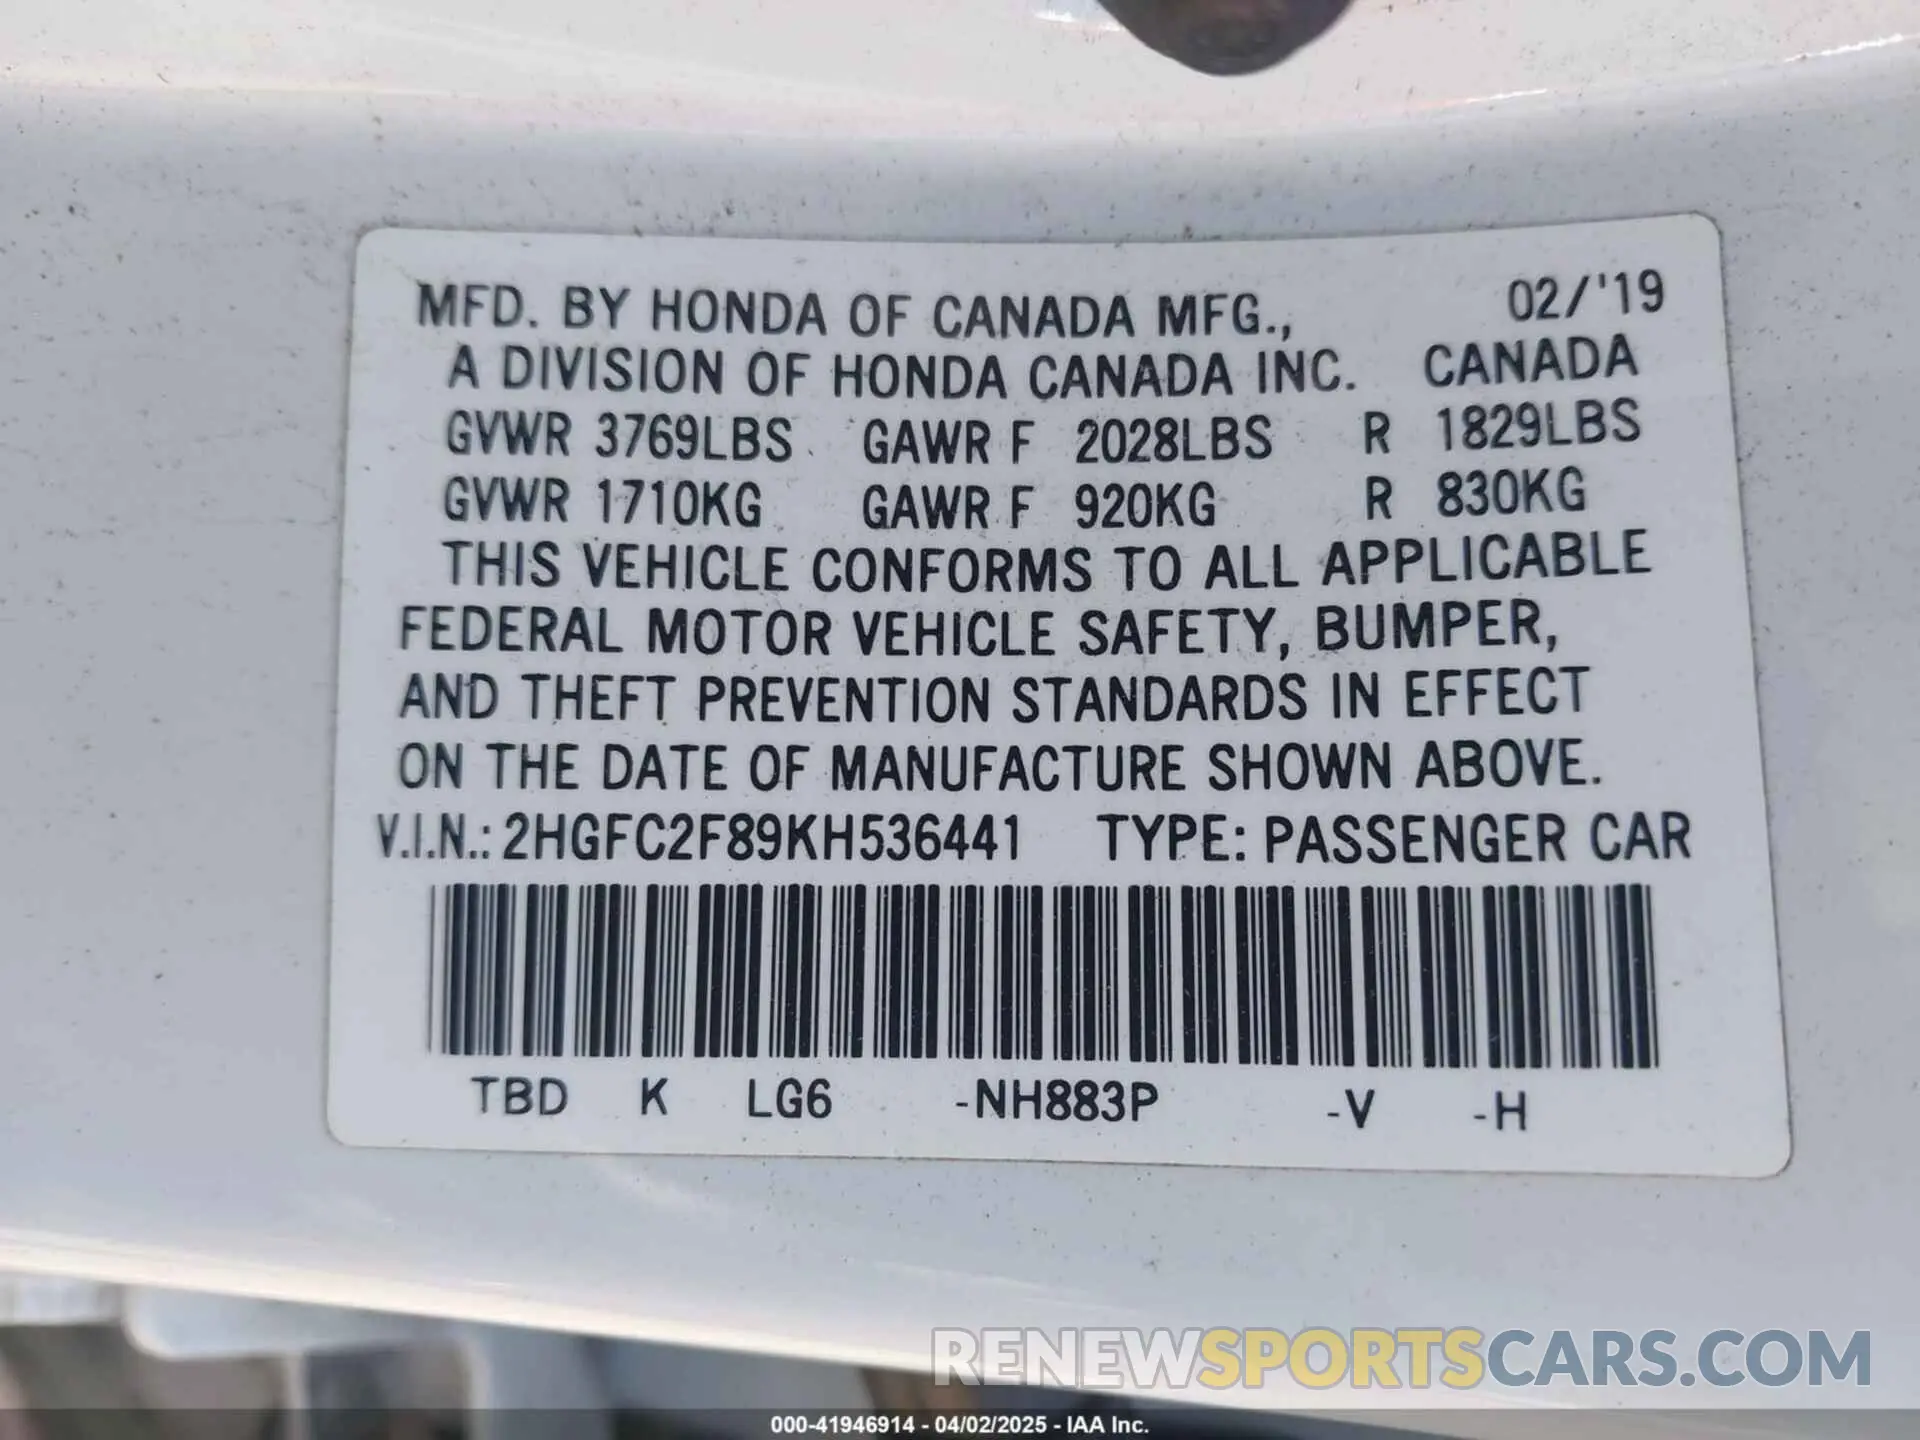 MFD. BY HONDA OF CANADA MFG., 02/'19
A DIVISION OF HONDA CANADA INC. CANADA
GVWR 3769LBS GAWR F 2028LBS R 1829LBS
GVWR 1710KG GAWR F 920KG R 830KG
THIS VEHICLE CONFORMS TO ALL APPLICABLE
FEDERAL MOTOR VEHICLE SAFETY, BUMPER,
AND THEFT PREVENTION STANDARDS IN EFFECT
ON THE DATE OF MANUFACTURE SHOWN ABOVE.
V.I.N.: 2HGFC2F89KH536441 TYPE: PASSENGER CAR
TBD K LG6 -NH883P -V -H
RENEWSPORTSCARS.COM
000-41946914 - 04/02/2025 - IAA Inc.